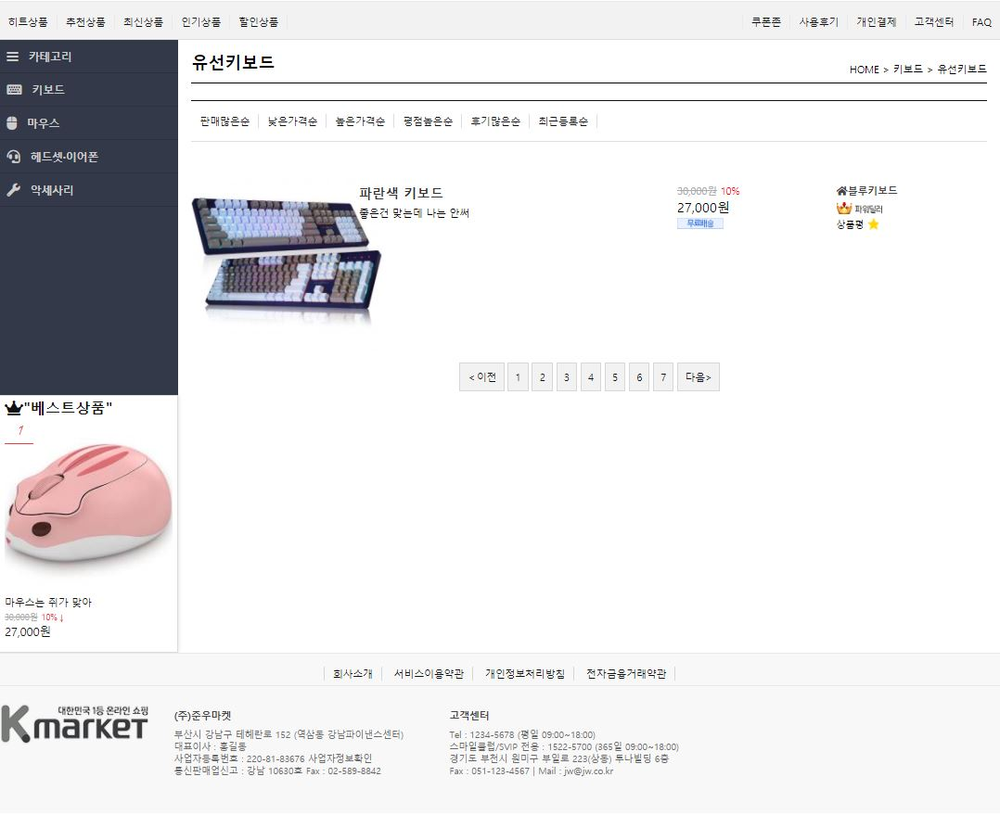 히트상품 추천상품 최신상품 인기상품 할인상품 쿠폰존 사용후기 개인결제 고객센터 FAQ
카테고리
키보드
마우스
헤드셋·이어폰
악세사리
"베스트상품"
1
마우스는 쥐가 맞아
30,000원 10% ↓
27,000원
유선키보드
HOME > 키보드 > 유선키보드
판매많은순 낮은가격순 높은가격순 평점높은순 후기많은순 최근등록순
파란색 키보드
좋은건 맞는데 나는 안써
30,000원 10%
27,000원
무료배송
블루키보드
파워딜러
상품평
< 이전 1 2 3 4 5 6 7 다음>
회사소개 서비스이용약관 개인정보처리방침 전자금융거래약관
대한민국 1등 온라인 쇼핑
Kmarket
(주)준우마켓
부산시 강남구 테헤란로 152 (역삼동 강남파이낸스센터)
대표이사 : 홍길동
사업자등록번호 : 220-81-83676 사업자정보확인
통신판매업신고 : 강남 10630호 Fax : 02-589-8842
고객센터
Tel : 1234-5678 (평일 09:00~18:00)
스마일클럽/SVIP 전용 : 1522-5700 (365일 09:00~18:00)
경기도 부천시 원미구 부일로 223(상동) 투나빌딩 6층
Fax : 051-123-4567 | Mail : jw@jw.co.kr